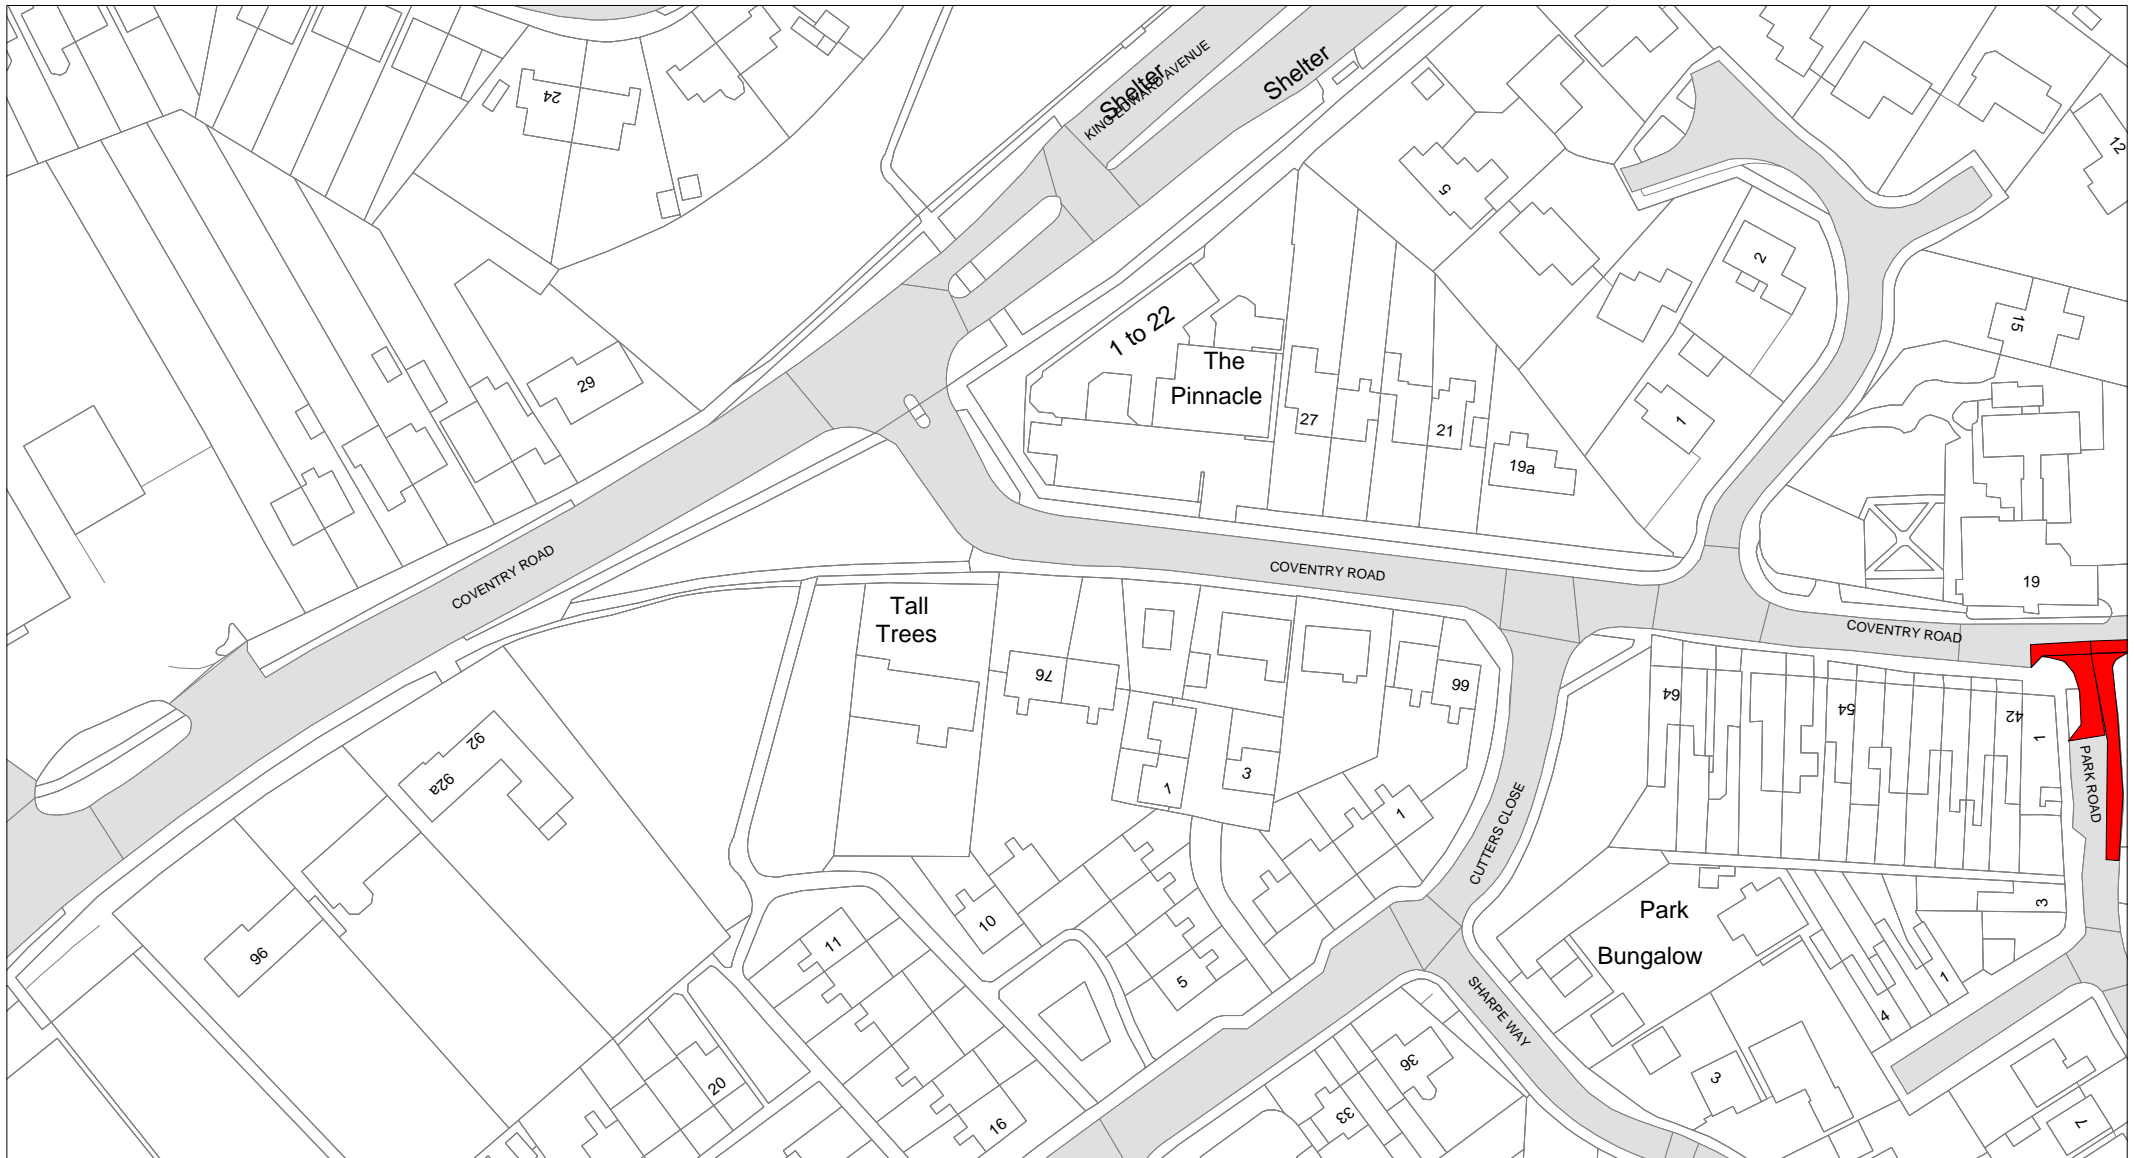 24
Shelter
KING EDWARD AVENUE
Shelter
12
5
2
15
1 to 22
The
Pinnacle
29
27
21
19a
1
COVENTRY ROAD
COVENTRY ROAD
19
COVENTRY ROAD
Tall
Trees
76
66
64
54
42
1
92
92a
1
3
1
PARK ROAD
CUTTERS CLOSE
10
11
96
5
Park
Bungalow
3
1
4
SHARPE WAY
20
16
36
33
3
7